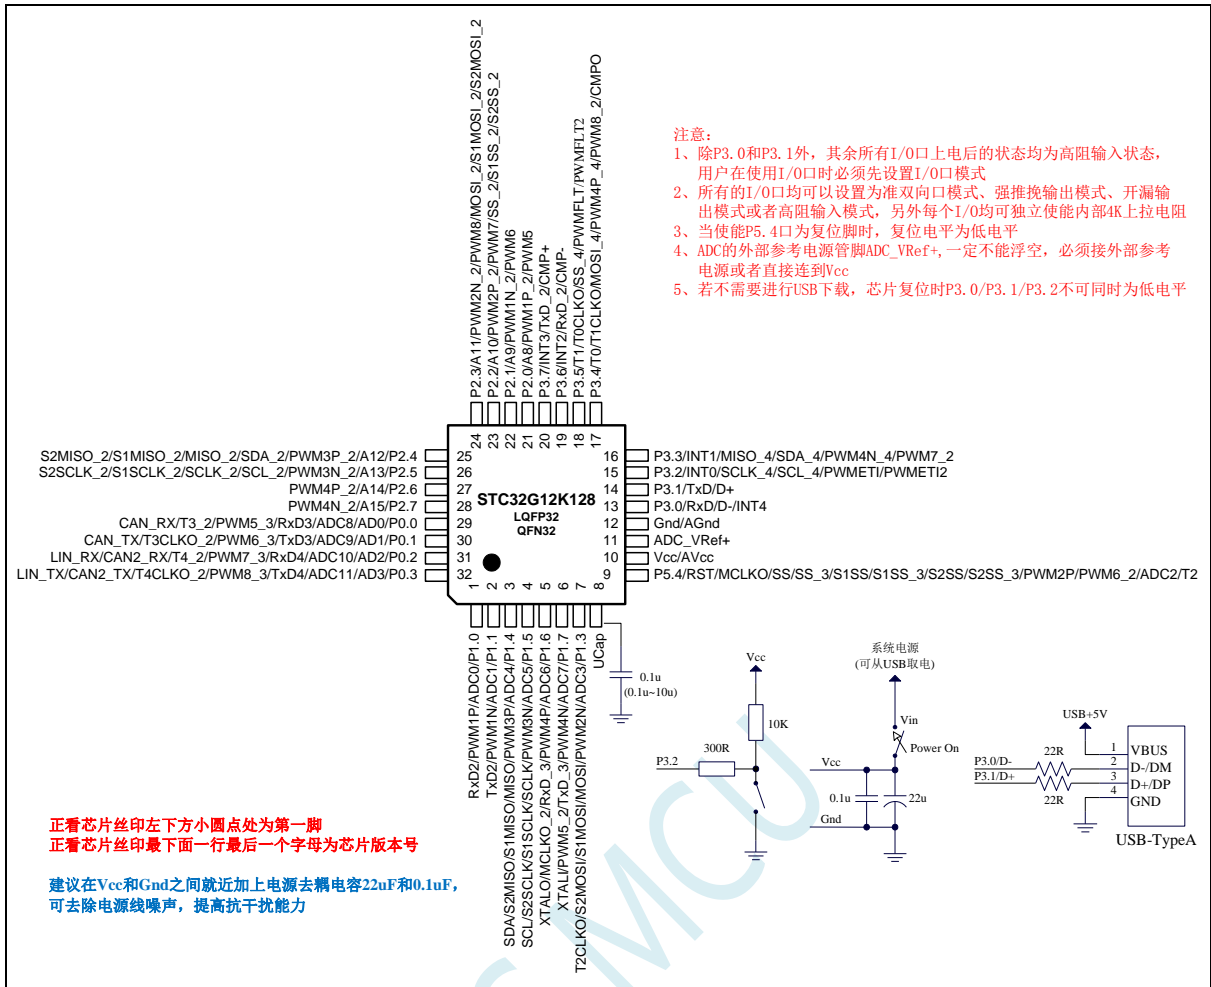 P2.3/A11/PWM2N_2/PWM8/MOSI_2/S1MOSI_2/S2MOSI_2
P2.2/A10/PWM2P_2/PWM7/SS_2/S1SS_2/S2SS_2
P2.1/A9/PWM1N_2/PWM6
P2.0/A8/PWM1P_2/PWM5
P3.7/INT3/TxD_2/CMP+
P3.6/INT2/RxD_2/CMP-
P3.5/T1/T0CLKO/SS_4/PWMFLT/PWMFLT2
P3.4/T0/T1CLKO/MOSI_4/PWM4P_4/PWM8_2/CMPO
注意：
1、除P3.0和P3.1外，其余所有I/O口上电后的状态均为高阻输入状态，
用户在使用I/O口时必须先设置I/O口模式
2、所有的I/O口均可以设置为准双向口模式、强推挽输出模式、开漏输
出模式或者高阻输入模式，另外每个I/O均可独立使能内部4K上拉电阻
3、当使能P5.4口为复位脚时，复位电平为低电平
4、ADC的外部参考电源管脚ADC_VRef+,一定不能浮空，必须接外部参考
电源或者直接连到Vcc
5、若不需要进行USB下载，芯片复位时P3.0/P3.1/P3.2不可同时为低电平
24 23 22 21 20 19 18 17
S2MISO_2/S1MISO_2/MISO_2/SDA_2/PWM3P_2/A12/P2.4 25
S2SCLK_2/S1SCLK_2/SCLK_2/SCL_2/PWM3N_2/A13/P2.5 26
PWM4P_2/A14/P2.6 27
PWM4N_2/A15/P2.7 28
CAN_RX/T3_2/PWM5_3/RxD3/ADC8/AD0/P0.0 29
CAN_TX/T3CLKO_2/PWM6_3/TxD3/ADC9/AD1/P0.1 30
LIN_RX/CAN2_RX/T4_2/PWM7_3/RxD4/ADC10/AD2/P0.2 31
LIN_TX/CAN2_TX/T4CLKO_2/PWM8_3/TxD4/ADC11/AD3/P0.3 32
STC32G12K128
LQFP32
QFN32
16 P3.3/INT1/MISO_4/SDA_4/PWM4N_4/PWM7_2
15 P3.2/INT0/SCLK_4/SCL_4/PWMETI/PWMETI2
14 P3.1/TxD/D+
13 P3.0/RxD/D-/INT4
12 Gnd/AGnd
11 ADC_VRef+
10 Vcc/AVcc
9 P5.4/RST/MCLKO/SS/SS_3/S1SS/S1SS_3/S2SS/S2SS_3/PWM2P/PWM6_2/ADC2/T2
1 2 3 4 5 6 7 8
RxD2/PWM1P/ADC0/P1.0
TxD2/PWM1N/ADC1/P1.1
SDA/S2MISO/S1MISO/MISO/PWM3P/ADC4/P1.4
SCL/S2SCLK/S1SCLK/SCLK/PWM3N/ADC5/P1.5
XTALO/MCLKO_2/RxD_3/PWM4P/ADC6/P1.6
XTALI/PWM5_2/TxD_3/PWM4N/ADC7/P1.7
T2CLKO/S2MOSI/S1MOSI/MOSI/PWM2N/ADC3/P1.3
UCap
0.1u
(0.1u~10u)
Vcc
10K
300R
P3.2
系统电源
(可从USB取电)
Vin
Power On
Vcc
0.1u
22u
Gnd
USB+5V
P3.0/D-
22R
P3.1/D+
22R
1 VBUS
2 D-/DM
3 D+/DP
4 GND
USB-TypeA
正看芯片丝印左下方小圆点处为第一脚
正看芯片丝印最下面一行最后一个字母为芯片版本号
建议在Vcc和Gnd之间就近加上电源去耦电容22uF和0.1uF，
可去除电源线噪声，提高抗干扰能力
MCU